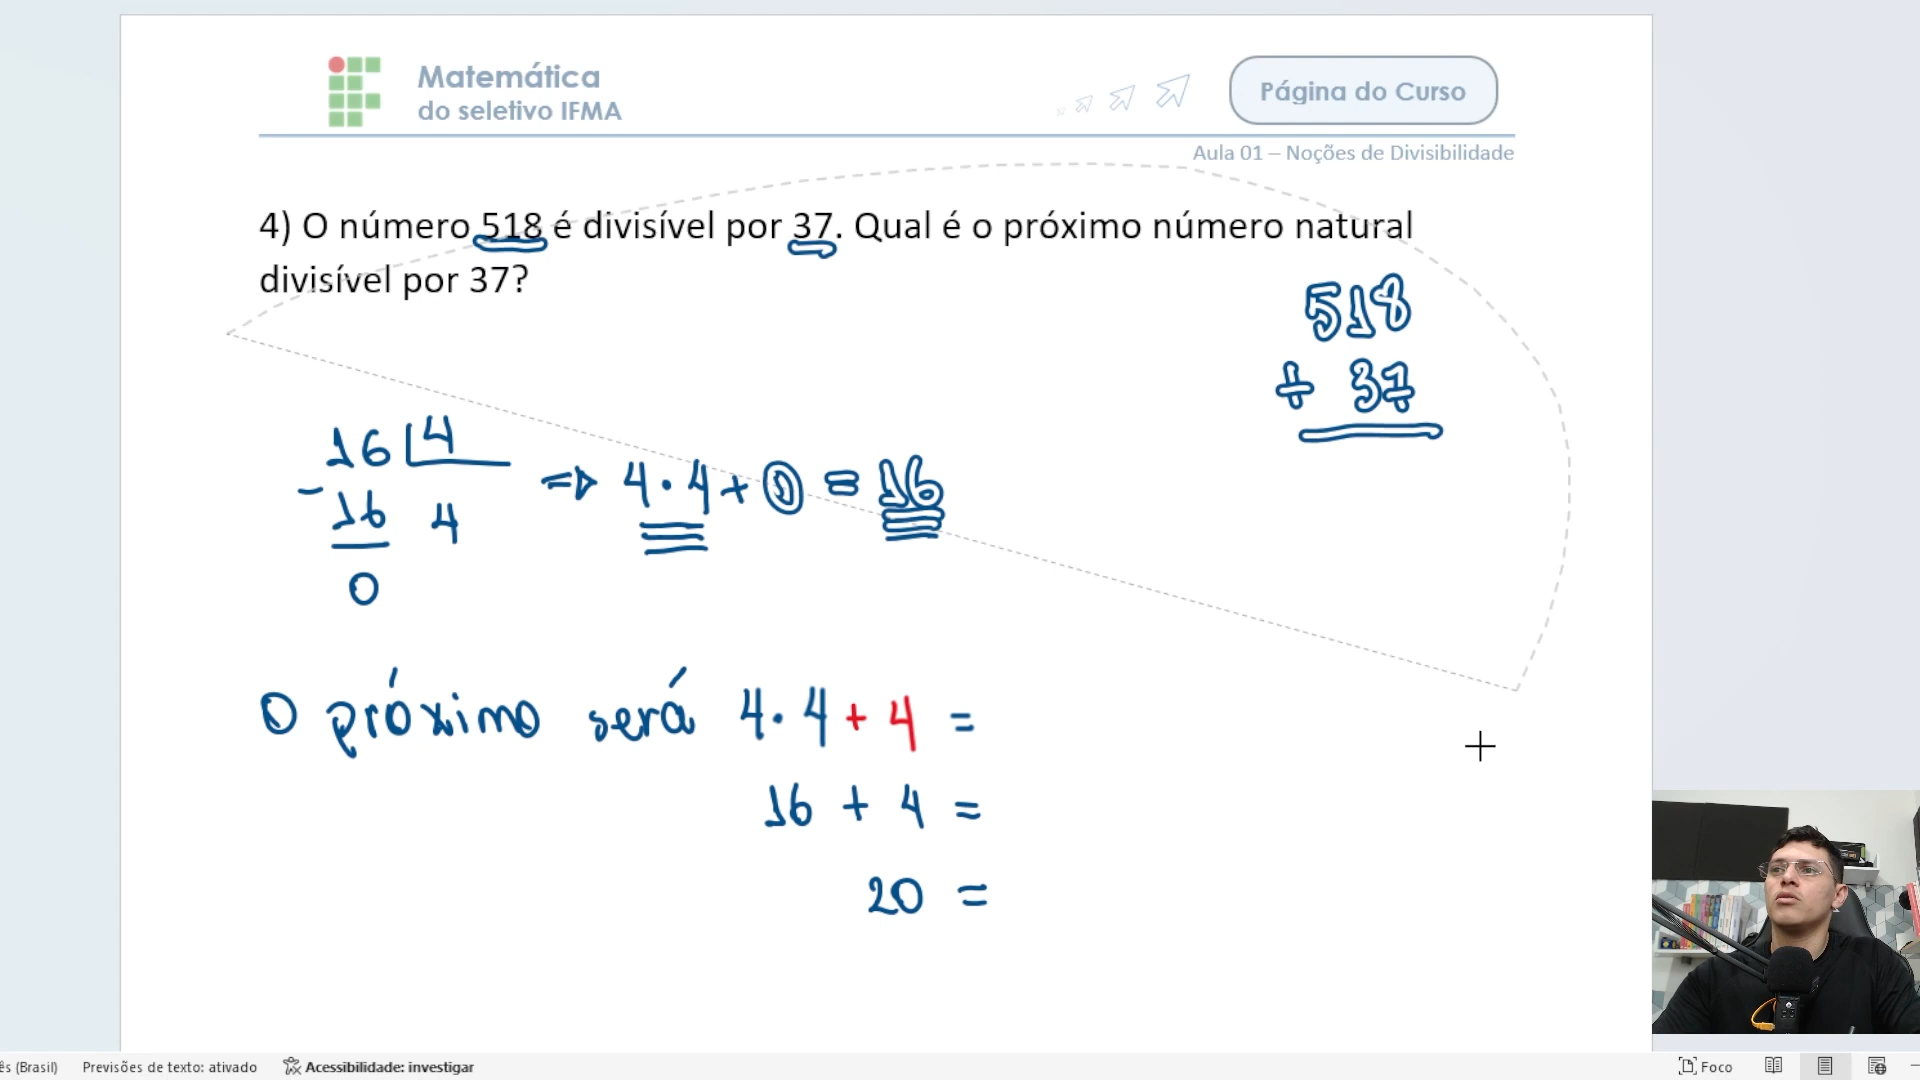 Matemática
do seletivo IFMA
Página do Curso
Aula 01 – Noções de Divisibilidade
4) O número 518 é divisível por 37. Qual é o próximo número natural
divisível por 37?
518
+ 37
16 4
- 16 4
0
=> 4 · 4 + 0 = 16
O próximo será 4 · 4 + 4 =
16 + 4 =
20 =
ês (Brasil) Previsões de texto: ativado Acessibilidade: investigar Foco